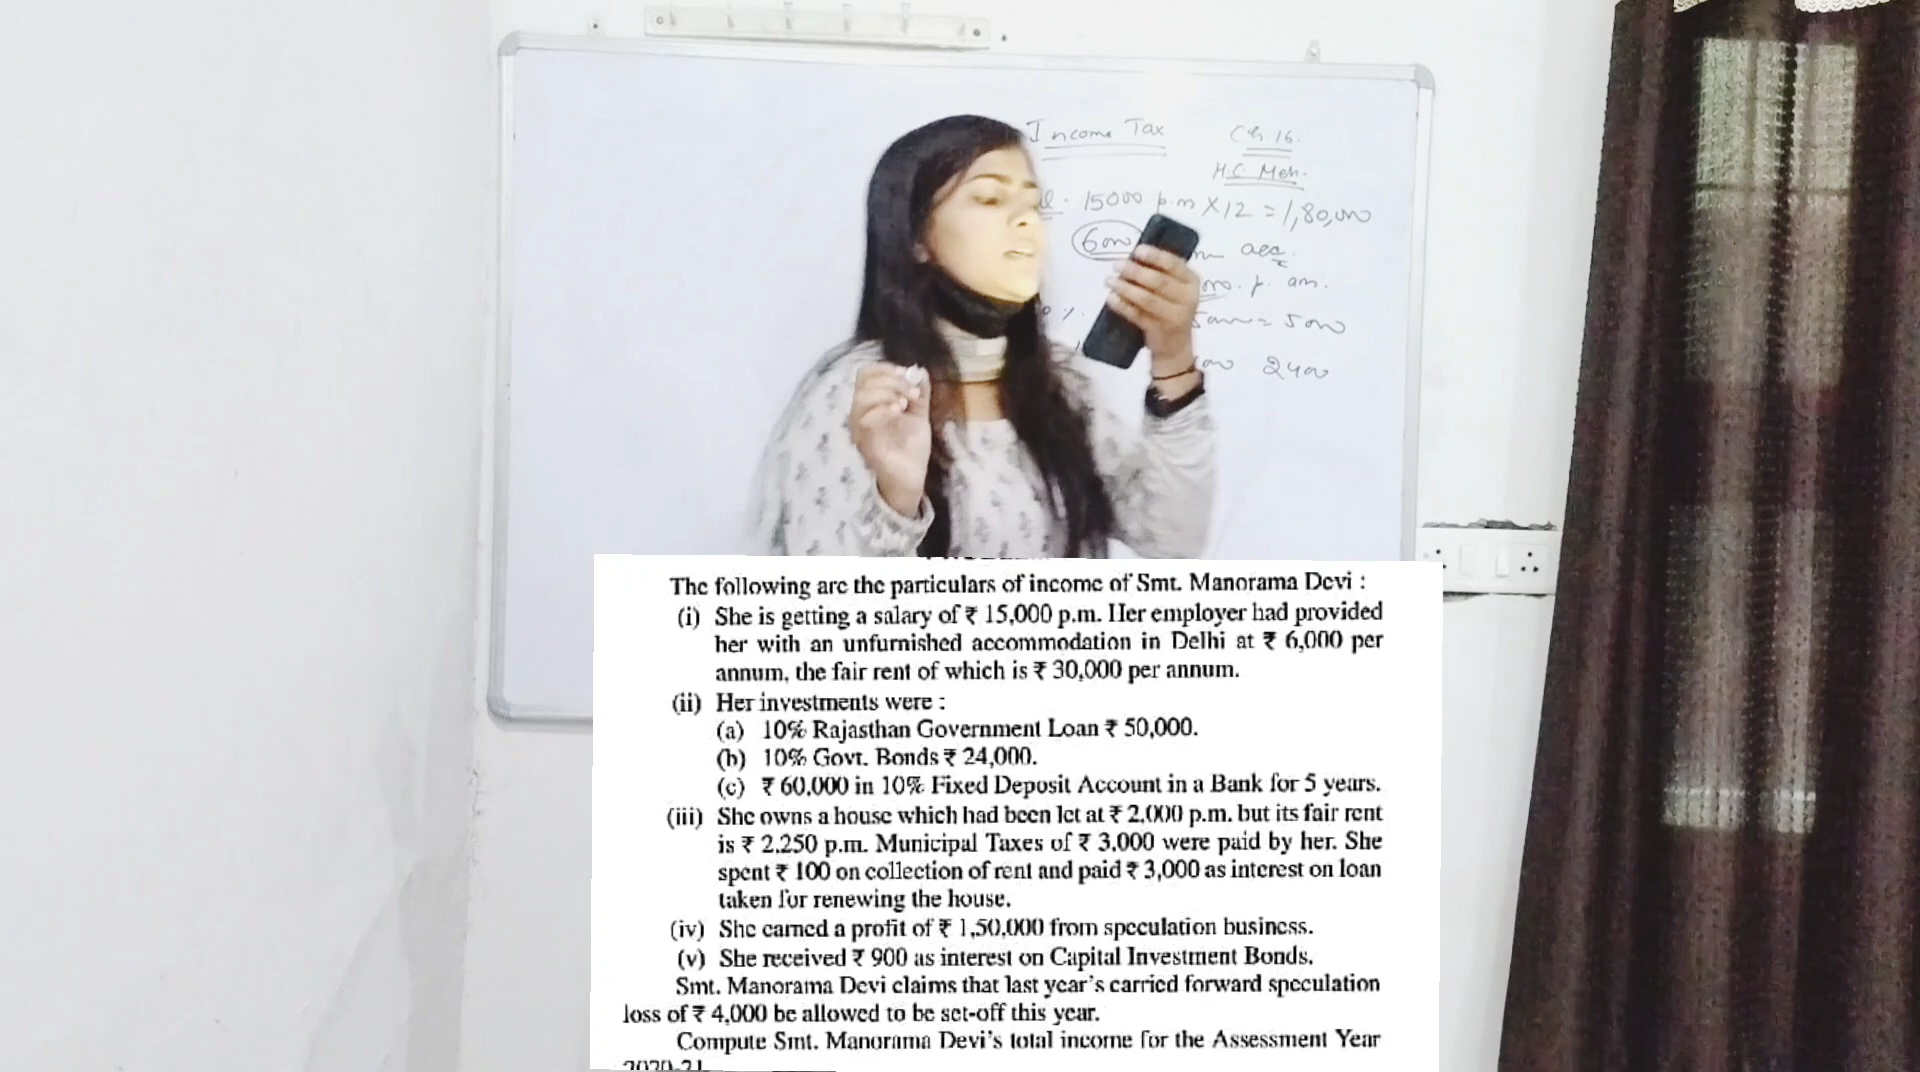 Income Tax Ch. 16.
H.C. Meh.
15000 p.m × 12 = 1,80,000
acc.
p. an.
%. = 5000
2400
The following are the particulars of income of Smt. Manorama Devi :
(i) She is getting a salary of ₹ 15,000 p.m. Her employer had provided
her with an unfurnished accommodation in Delhi at ₹ 6,000 per
annum, the fair rent of which is ₹ 30,000 per annum.
(ii) Her investments were :
(a) 10% Rajasthan Government Loan ₹ 50,000.
(b) 10% Govt. Bonds ₹ 24,000.
(c) ₹ 60,000 in 10% Fixed Deposit Account in a Bank for 5 years.
(iii) She owns a house which had been let at ₹ 2,000 p.m. but its fair rent
is ₹ 2,250 p.m. Municipal Taxes of ₹ 3,000 were paid by her. She
spent ₹ 100 on collection of rent and paid ₹ 3,000 as interest on loan
taken for renewing the house.
(iv) She earned a profit of ₹ 1,50,000 from speculation business.
(v) She received ₹ 900 as interest on Capital Investment Bonds.
Smt. Manorama Devi claims that last year's carried forward speculation
loss of ₹ 4,000 be allowed to be set-off this year.
Compute Smt. Manorama Devi's total income for the Assessment Year
2020-21